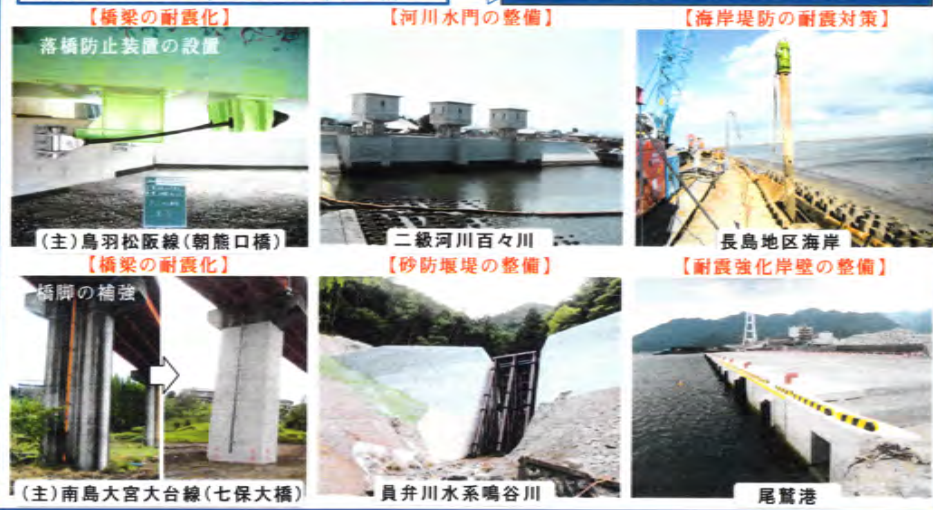 【橋梁の耐震化】
落橋防止装置の設置
(主)鳥羽松阪線(朝熊口橋)
【河川水門の整備】
二級河川百々川
【海岸堤防の耐震対策】
長島地区海岸
【橋梁の耐震化】
橋脚の補強
(主)南島大宮大台線(七保大橋)
【砂防堰堤の整備】
員弁川水系鳴谷川
【耐震強化岸壁の整備】
尾鷲港